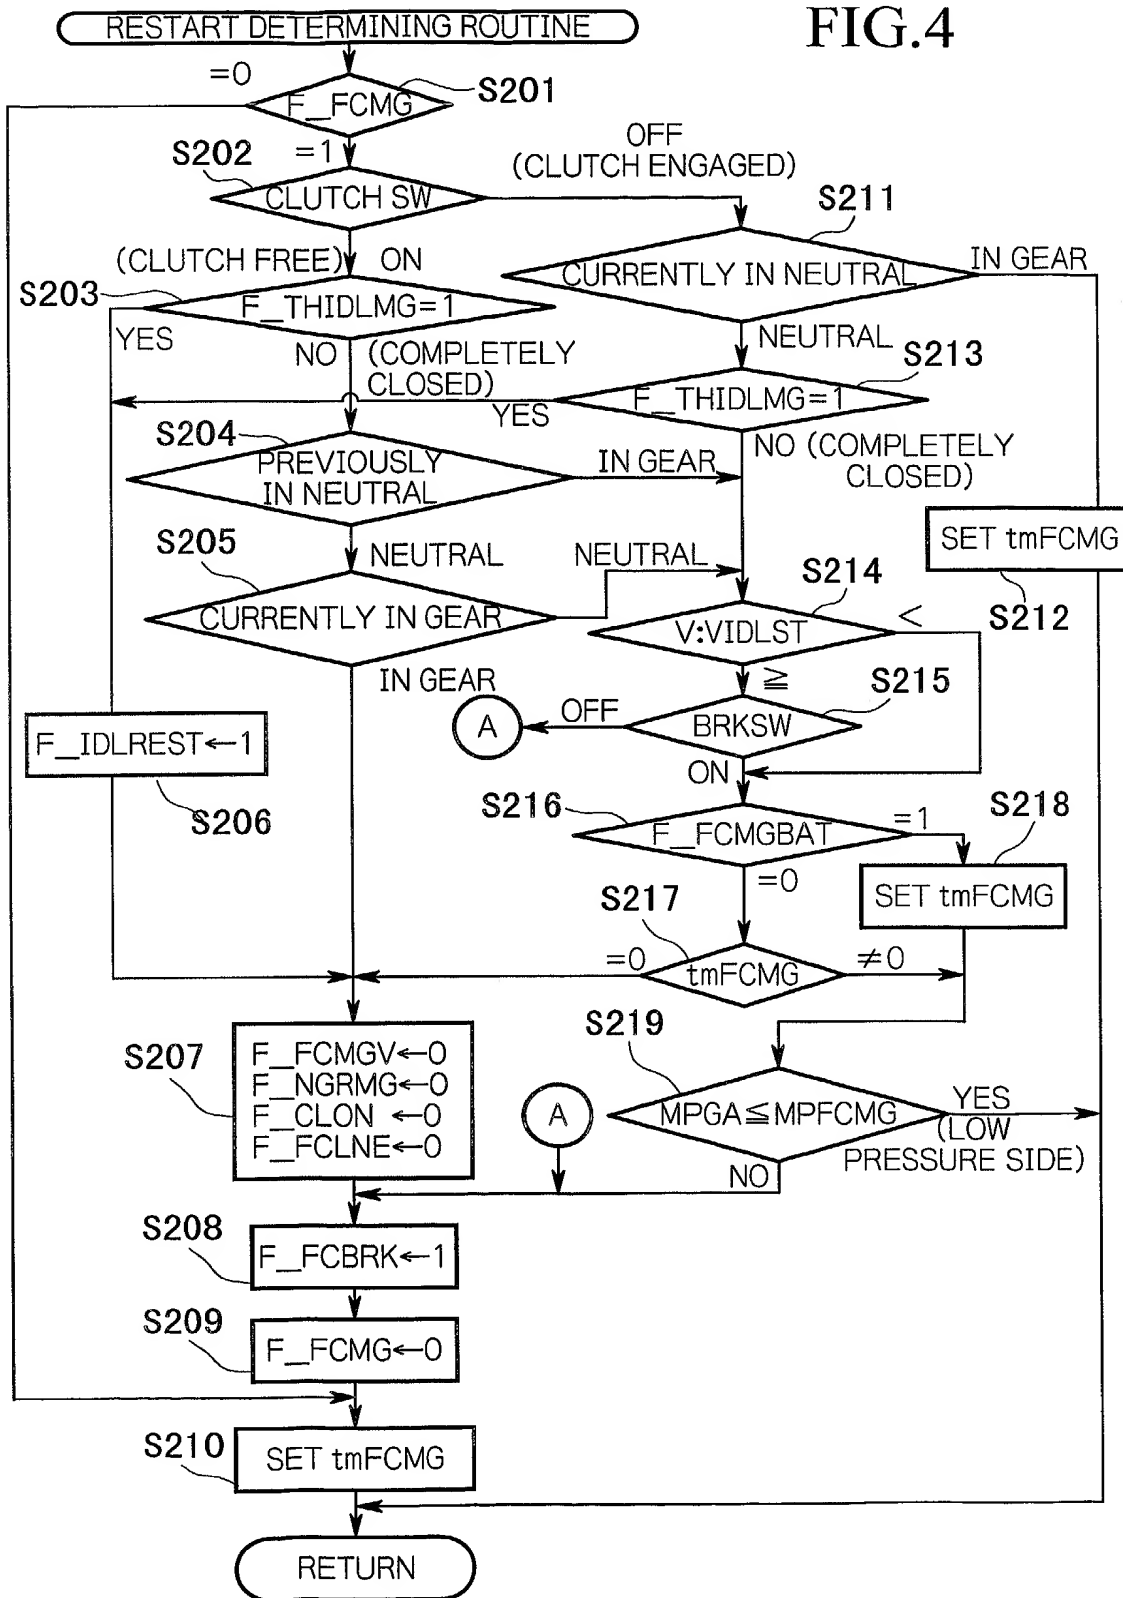 FIG.4
RESTART DETERMINING ROUTINE
=0
S201
F_FCMG
=1
OFF
(CLUTCH ENGAGED)
S202
CLUTCH SW
S211
(CLUTCH FREE)
ON
CURRENTLY IN NEUTRAL
IN GEAR
S203
F_THIDLMG=1
YES
NO
(COMPLETELY
CLOSED)
NEUTRAL
S213
F_THIDLMG=1
YES
NO (COMPLETELY
CLOSED)
S204
PREVIOUSLY
IN NEUTRAL
IN GEAR
SET tmFCMG
S212
S205
NEUTRAL
NEUTRAL
CURRENTLY IN GEAR
IN GEAR
S214
V:VIDLST
<
≧
S215
BRKSW
OFF
A
ON
F_IDLREST←1
S206
S216
F_FCMGBAT
=1
S218
SET tmFCMG
=0
S217
=0
tmFCMG
≠0
S219
S207
F_FCMGV←0
F_NGRMG←0
F_CLON ←0
F_FCLNE←0
A
MPGA≦MPFCMG
YES
(LOW
PRESSURE SIDE)
NO
S208
F_FCBRK←1
S209
F_FCMG←0
S210
SET tmFCMG
RETURN